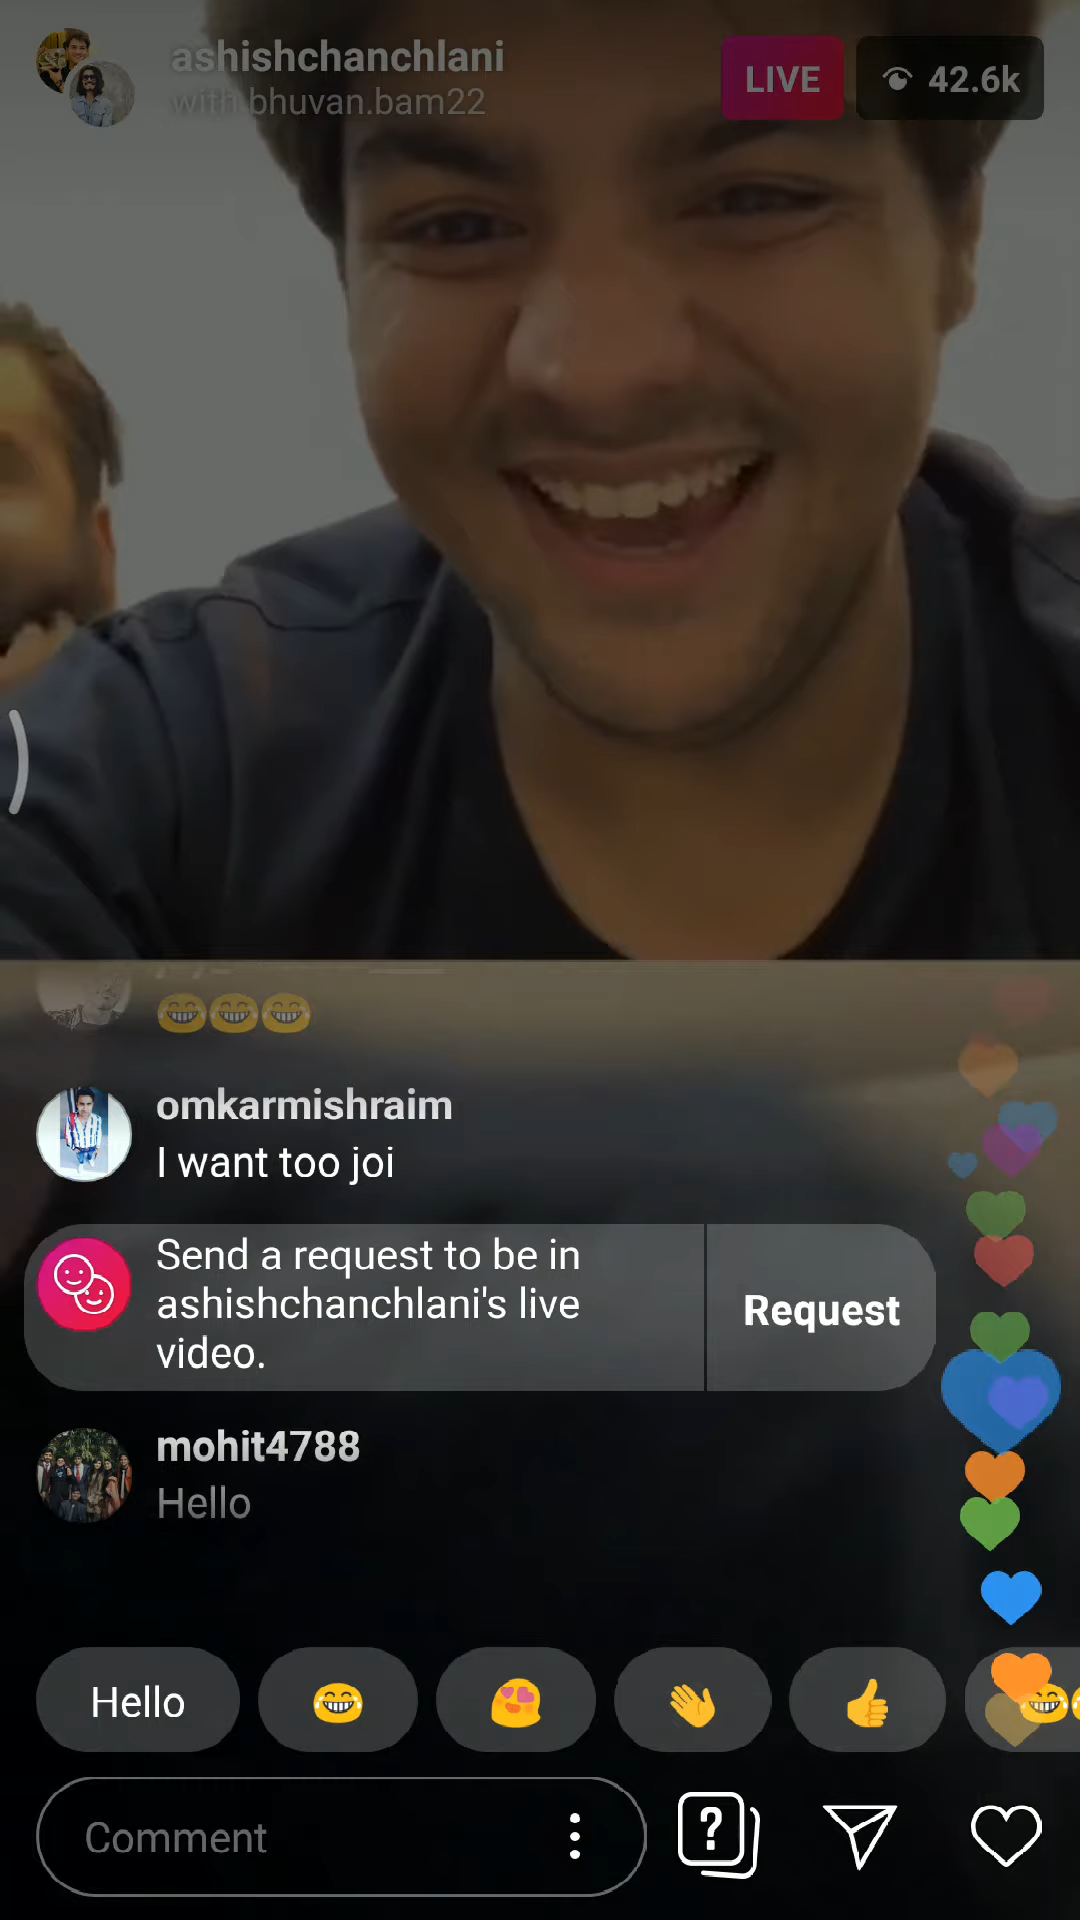 ashishchanchlani
with bhuvan.bam22
LIVE
42.6k
😂😂😂
omkarmishraim
I want too joi
Send a request to be in
ashishchanchlani's live
video.
Request
mohit4788
Hello
Hello
😂
😍
👏
👍
😂
Comment